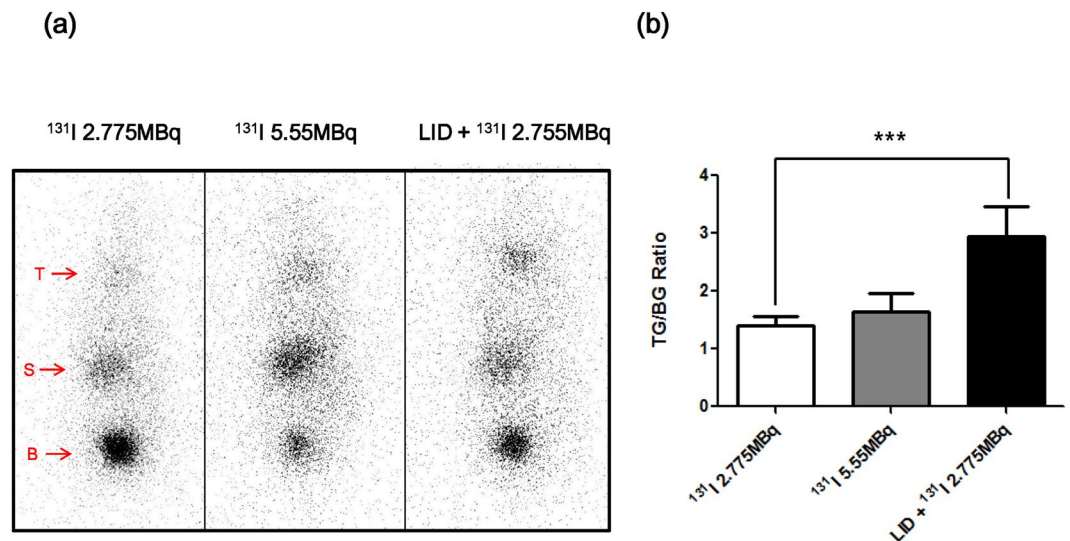 (a)
¹³¹I 2.775MBq
¹³¹I 5.55MBq
LID + ¹³¹I 2.755MBq
T
S
B
(b)
***
TG/BG Ratio
4
3
2
1
0
¹³¹I 2.775MBq
¹³¹I 5.55MBq
LID + ¹³¹I 2.775MBq